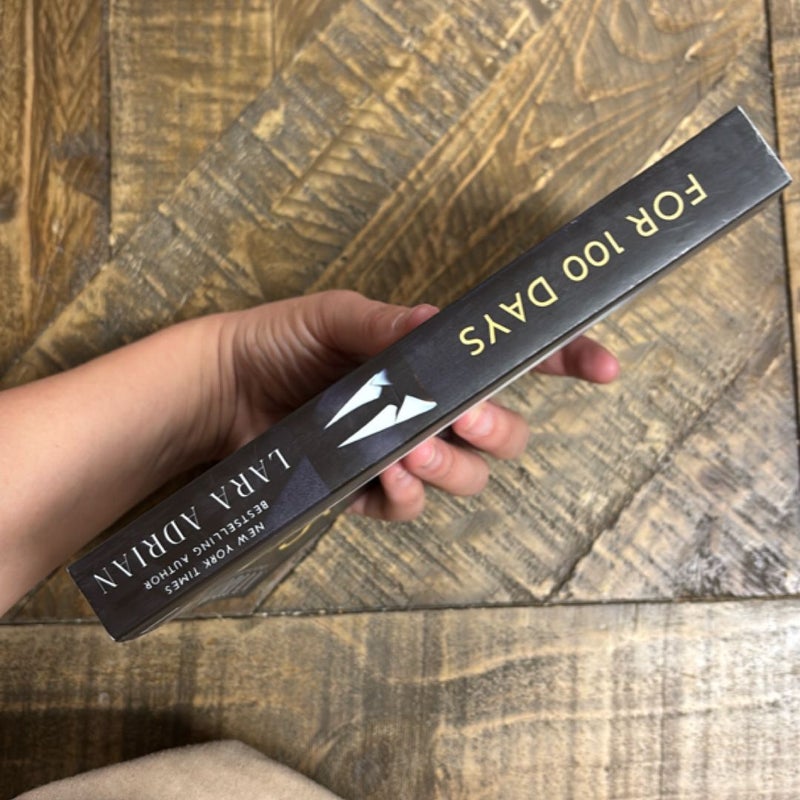 FOR 100 DAYS
NEW YORK TIMES
BESTSELLING AUTHOR
LARA ADRIAN